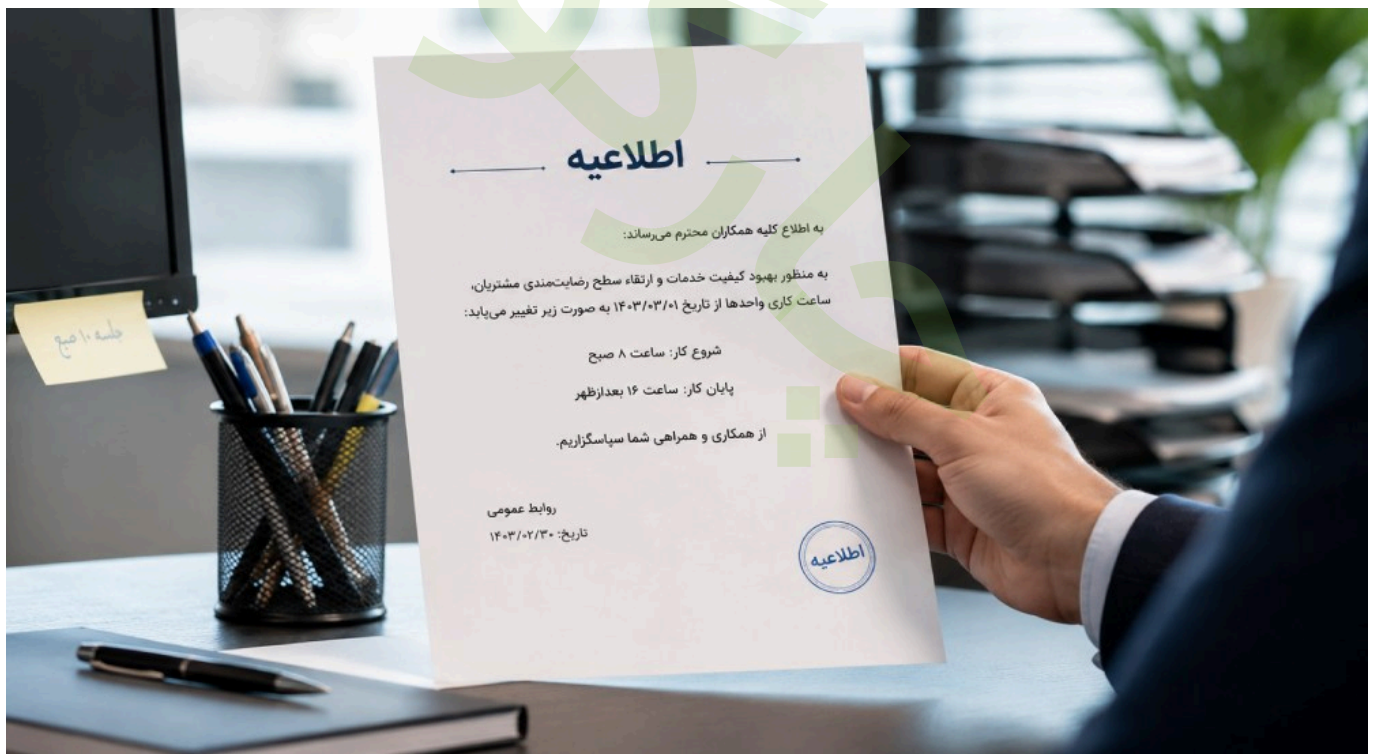 اطلاعیه
به اطلاع کلیه همکاران محترم می‌رساند:
به منظور بهبود کیفیت خدمات و ارتقاء سطح رضایت‌مندی مشتریان،
ساعت کاری واحدها از تاریخ ۱۴۰۳/۰۳/۰۱ به صورت زیر تغییر می‌یابد:
شروع کار: ساعت ۸ صبح
پایان کار: ساعت ۱۶ بعدازظهر
از همکاری و همراهی شما سپاسگزاریم.
روابط عمومی
تاریخ: ۱۴۰۳/۰۲/۳۰
اطلاعیه
جلسه ۱۰ صبح